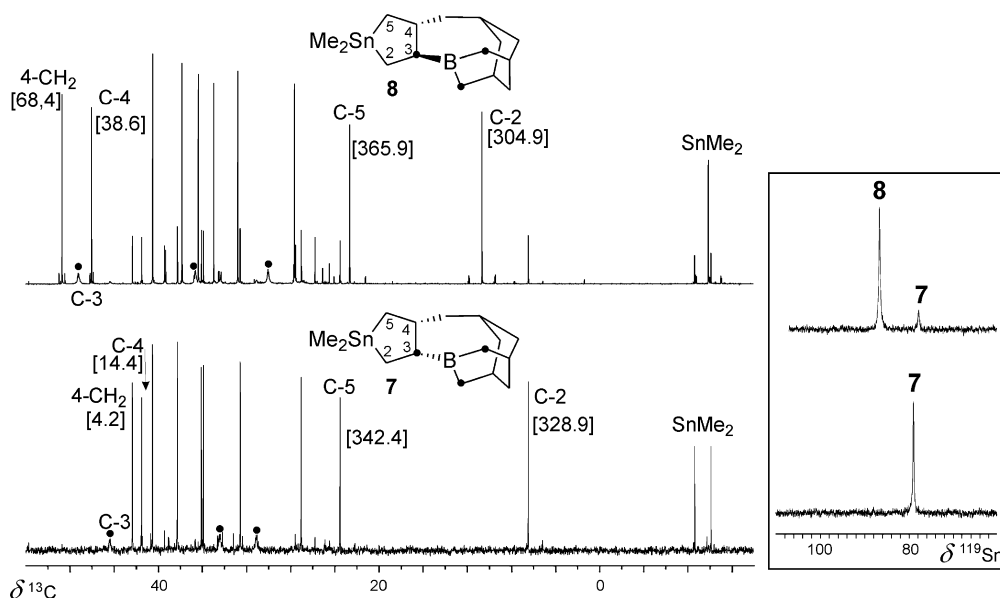 5
4
Me2Sn
3
2
B
8
4-CH2
[68,4]
C-4
[38.6]
C-5
[365.9]
C-2
[304.9]
SnMe2
C-3
8
7
5
4
Me2Sn
3
2
B
7
C-4
[14.4]
4-CH2
[4.2]
C-5
[342.4]
C-2
[328.9]
SnMe2
C-3
7
100 80 δ 119Sn
δ 13C 40 20 0